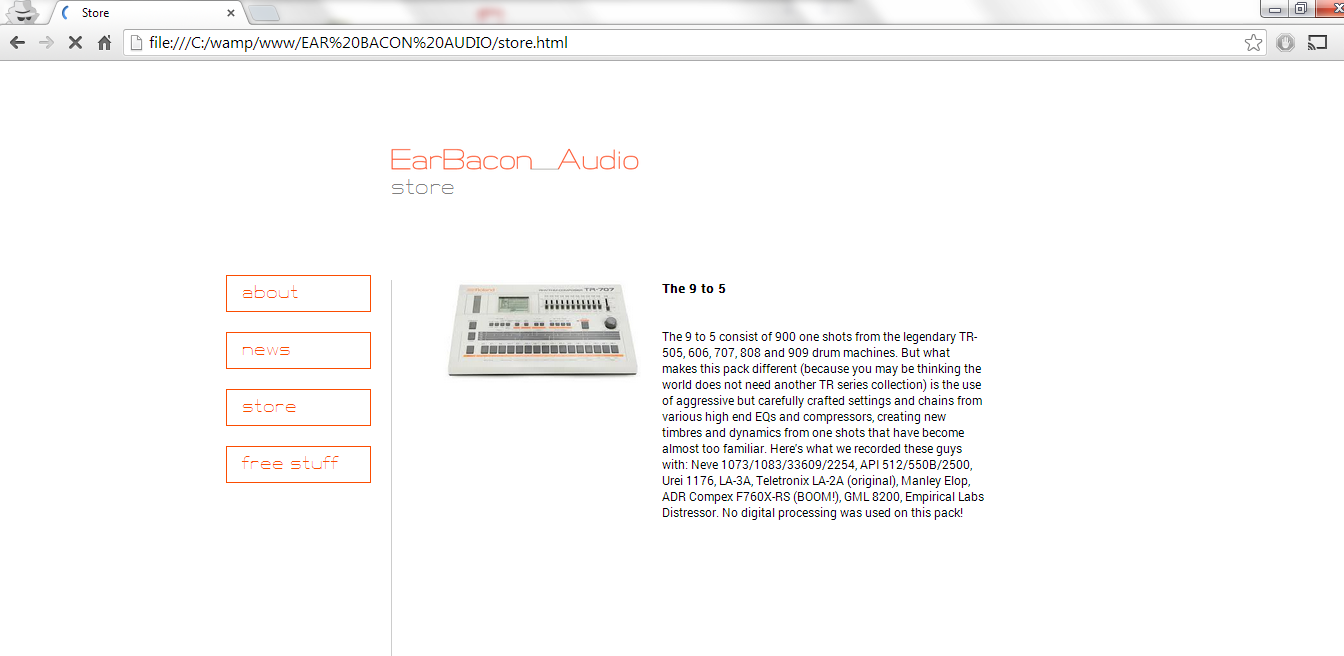 Store
file:///C:/wamp/www/EAR%20BACON%20AUDIO/store.html
EarBacon_Audio
store
about
news
store
free stuff
Roland
TR-707
The 9 to 5
The 9 to 5 consist of 900 one shots from the legendary TR-
505, 606, 707, 808 and 909 drum machines. But what
makes this pack different (because you may be thinking the
world does not need another TR series collection) is the use
of aggressive but carefully crafted settings and chains from
various high end EQs and compressors, creating new
timbres and dynamics from one shots that have become
almost too familiar. Here's what we recorded these guys
with: Neve 1073/1083/33609/2254, API 512/550B/2500,
Urei 1176, LA-3A, Teletronix LA-2A (original), Manley Elop,
ADR Compex F760X-RS (BOOM!), GML 8200, Empirical Labs
Distressor. No digital processing was used on this pack!